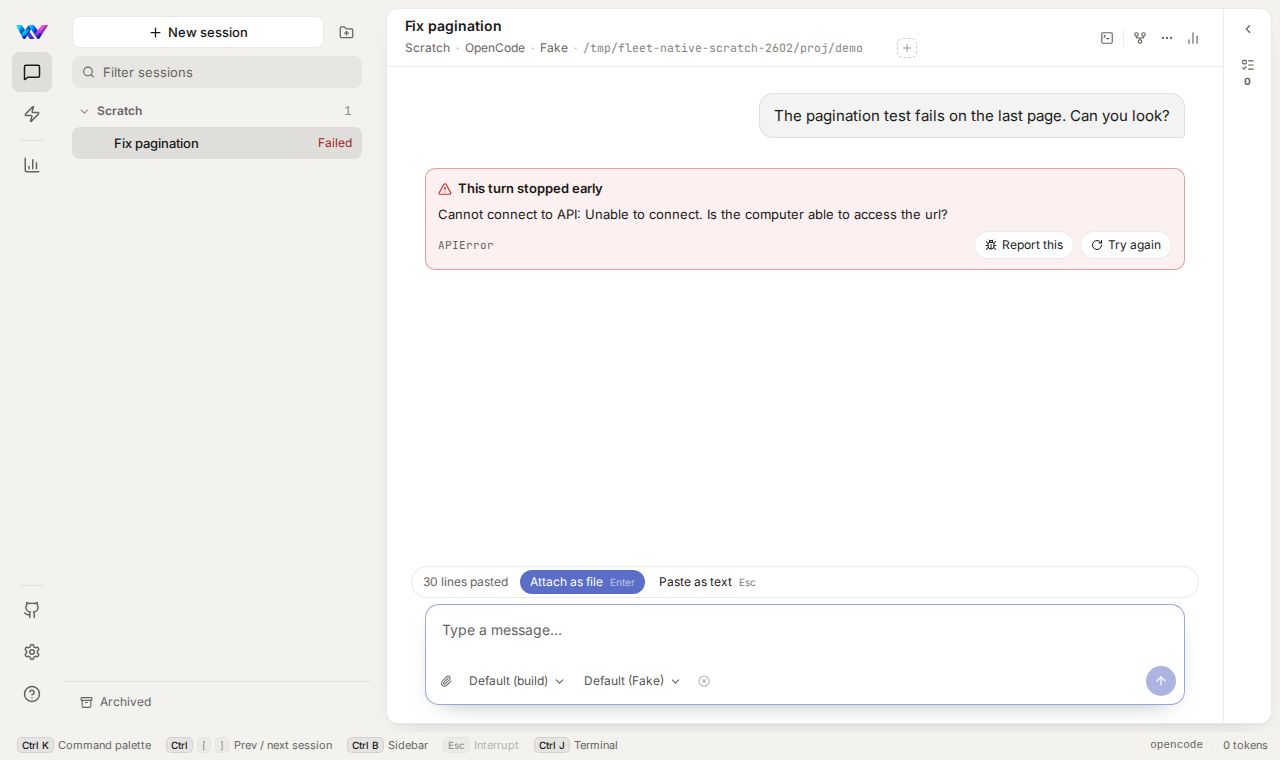 New session
Filter sessions
Scratch 1
Fix pagination Failed
Archived
Fix pagination
Scratch · OpenCode · Fake · /tmp/fleet-native-scratch-2602/proj/demo
0
The pagination test fails on the last page. Can you look?
This turn stopped early
Cannot connect to API: Unable to connect. Is the computer able to access the url?
APIError Report this Try again
30 lines pasted Attach as file Enter Paste as text Esc
Type a message...
Default (build) Default (Fake)
Ctrl K Command palette Ctrl [ ] Prev / next session Ctrl B Sidebar Esc Interrupt Ctrl J Terminal opencode 0 tokens